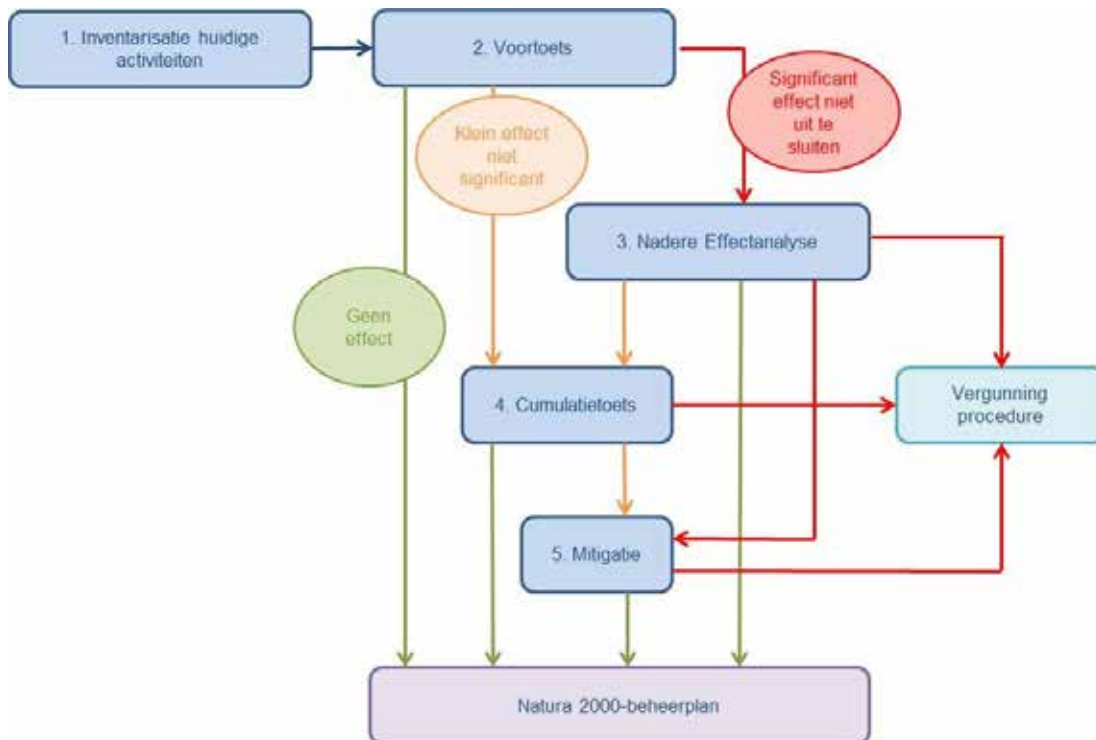 1. Inventarisatie huidige
activiteiten
2. Voortoets
Significant
effect niet
uit te
sluiten
Klein effect
niet
significant
3. Nadere Effectanalyse
Geen
effect
4. Cumulatietoets
Vergunning
procedure
5. Mitigatie
Natura 2000-beheerplan